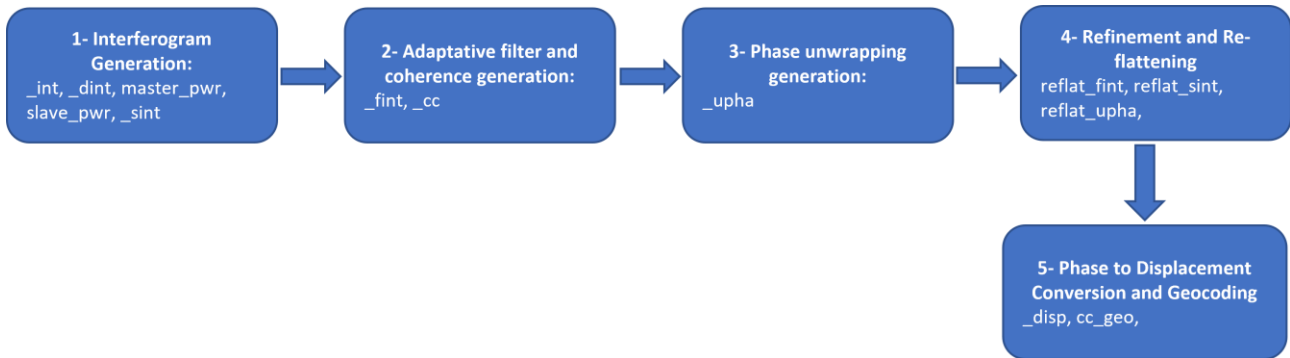 1- Interferogram
Generation:
_int, _dint, master_pwr,
slave_pwr, _sint
2- Adaptative filter and
coherence generation:
_fint, _cc
3- Phase unwrapping
generation:
_upha
4- Refinement and Re-
flattening
reflat_fint, reflat_sint,
reflat_upha,
5- Phase to Displacement
Conversion and Geocoding
_disp, cc_geo,